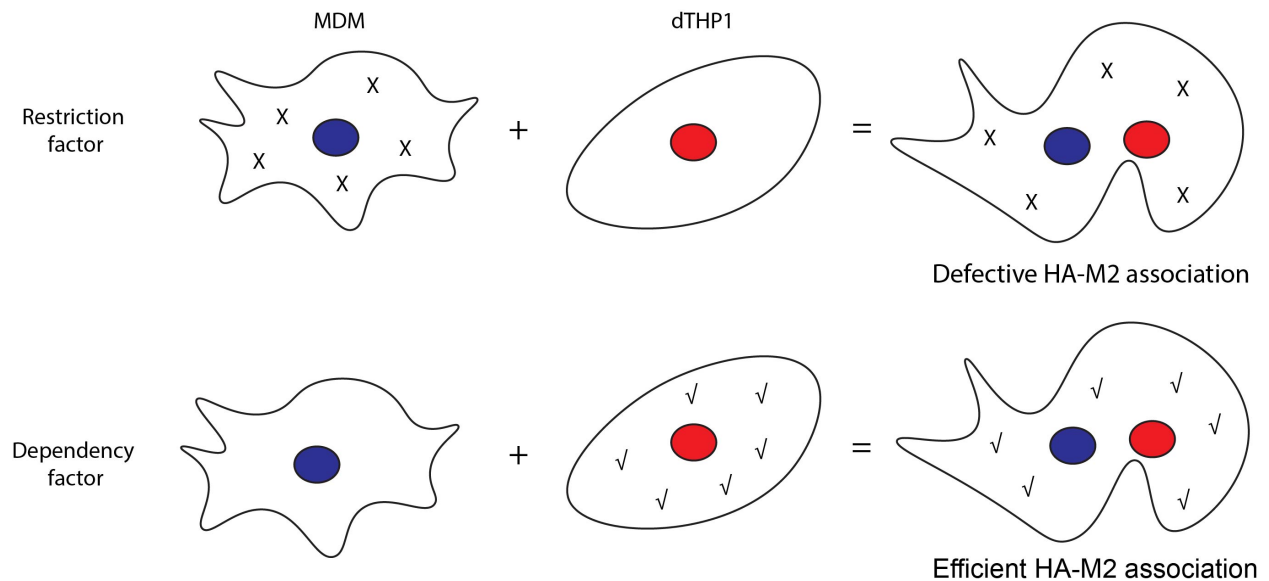 MDM
dTHP1
Restriction
factor
X
X
X
X
X
+
=
X
X
X
X
X
Defective HA-M2 association
Dependency
factor
+
√
√
√
√
√
√
=
√
√
√
√
√
√
Efficient HA-M2 association